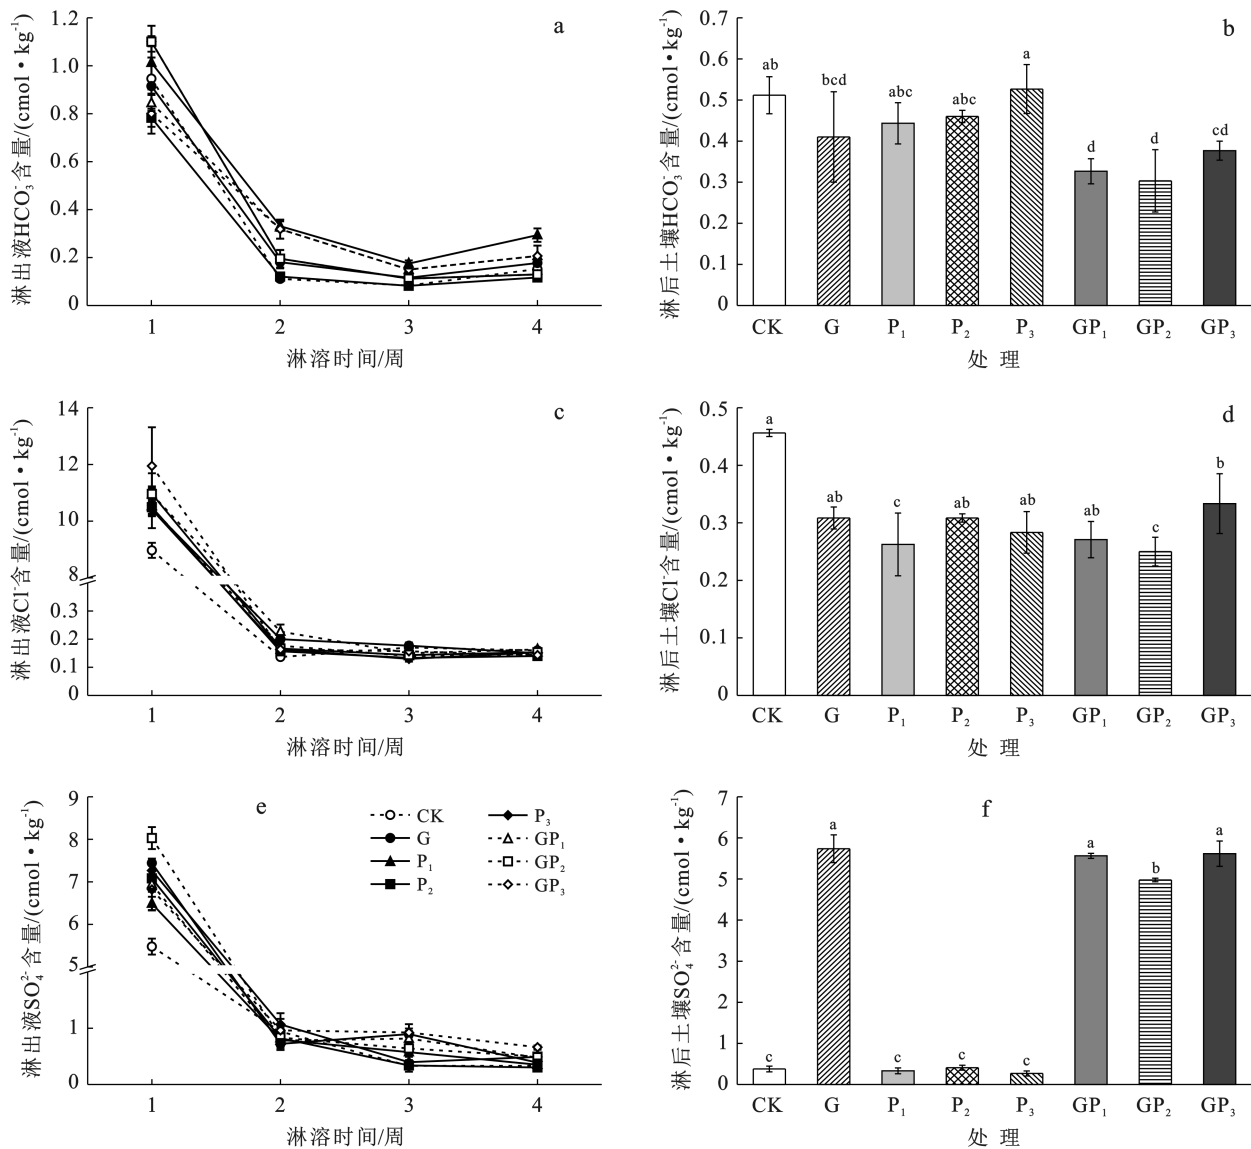 a
淋出液HCO₃⁻含量/(cmol·kg⁻¹)
1.2
1.0
0.8
0.6
0.4
0.2
0
1 2 3 4
淋溶时间/周
b
淋后土壤HCO₃⁻含量/(cmol·kg⁻¹)
0.7
0.6
0.5
0.4
0.3
0.2
0.1
0
ab bcd abc abc a d d cd
CK G P₁ P₂ P₃ GP₁ GP₂ GP₃
处 理
c
淋出液Cl⁻含量/(cmol·kg⁻¹)
14
12
10
8
0.3
0.2
0.1
0
1 2 3 4
淋溶时间/周
d
淋后土壤Cl⁻含量/(cmol·kg⁻¹)
0.5
0.4
0.3
0.2
0.1
0
a ab c ab ab ab c b
CK G P₁ P₂ P₃ GP₁ GP₂ GP₃
处 理
e
淋出液SO₄²⁻含量/(cmol·kg⁻¹)
9
8
7
6
5
1
0
CK P₃
G GP₁
P₁ GP₂
P₂ GP₃
1 2 3 4
淋溶时间/周
f
淋后土壤SO₄²⁻含量/(cmol·kg⁻¹)
7
6
5
4
3
2
1
0
c a c c c a b a
CK G P₁ P₂ P₃ GP₁ GP₂ GP₃
处 理